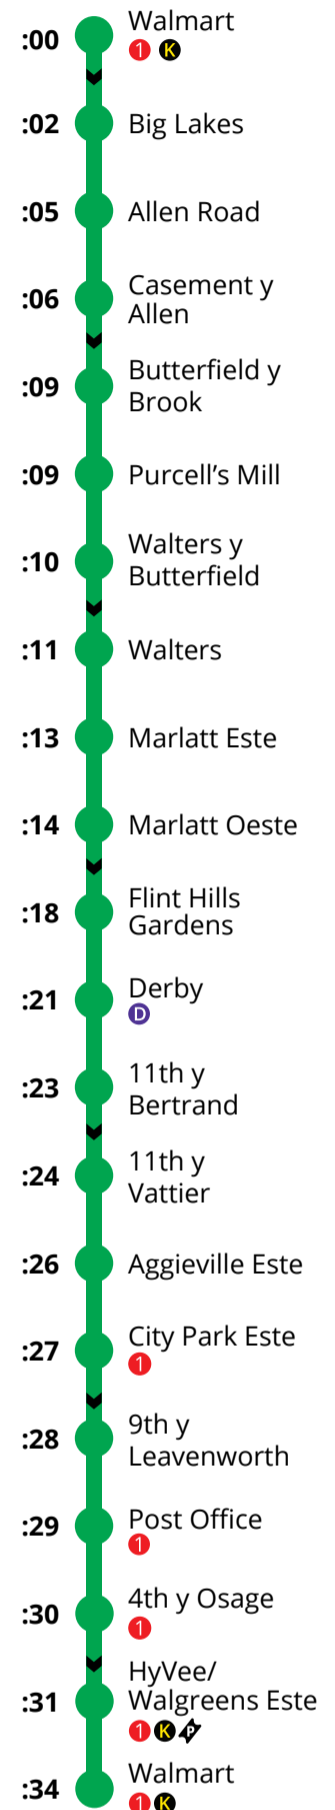 :00 Walmart
1 K
:02 Big Lakes
:05 Allen Road
:06 Casement y
Allen
:09 Butterfield y
Brook
:09 Purcell’s Mill
:10 Walters y
Butterfield
:11 Walters
:13 Marlatt Este
:14 Marlatt Oeste
:18 Flint Hills
Gardens
:21 Derby
D
:23 11th y
Bertrand
:24 11th y
Vattier
:26 Aggieville Este
:27 City Park Este
1
:28 9th y
Leavenworth
:29 Post Office
1
:30 4th y Osage
1
:31 HyVee/
Walgreens Este
1 K P
:34 Walmart
1 K